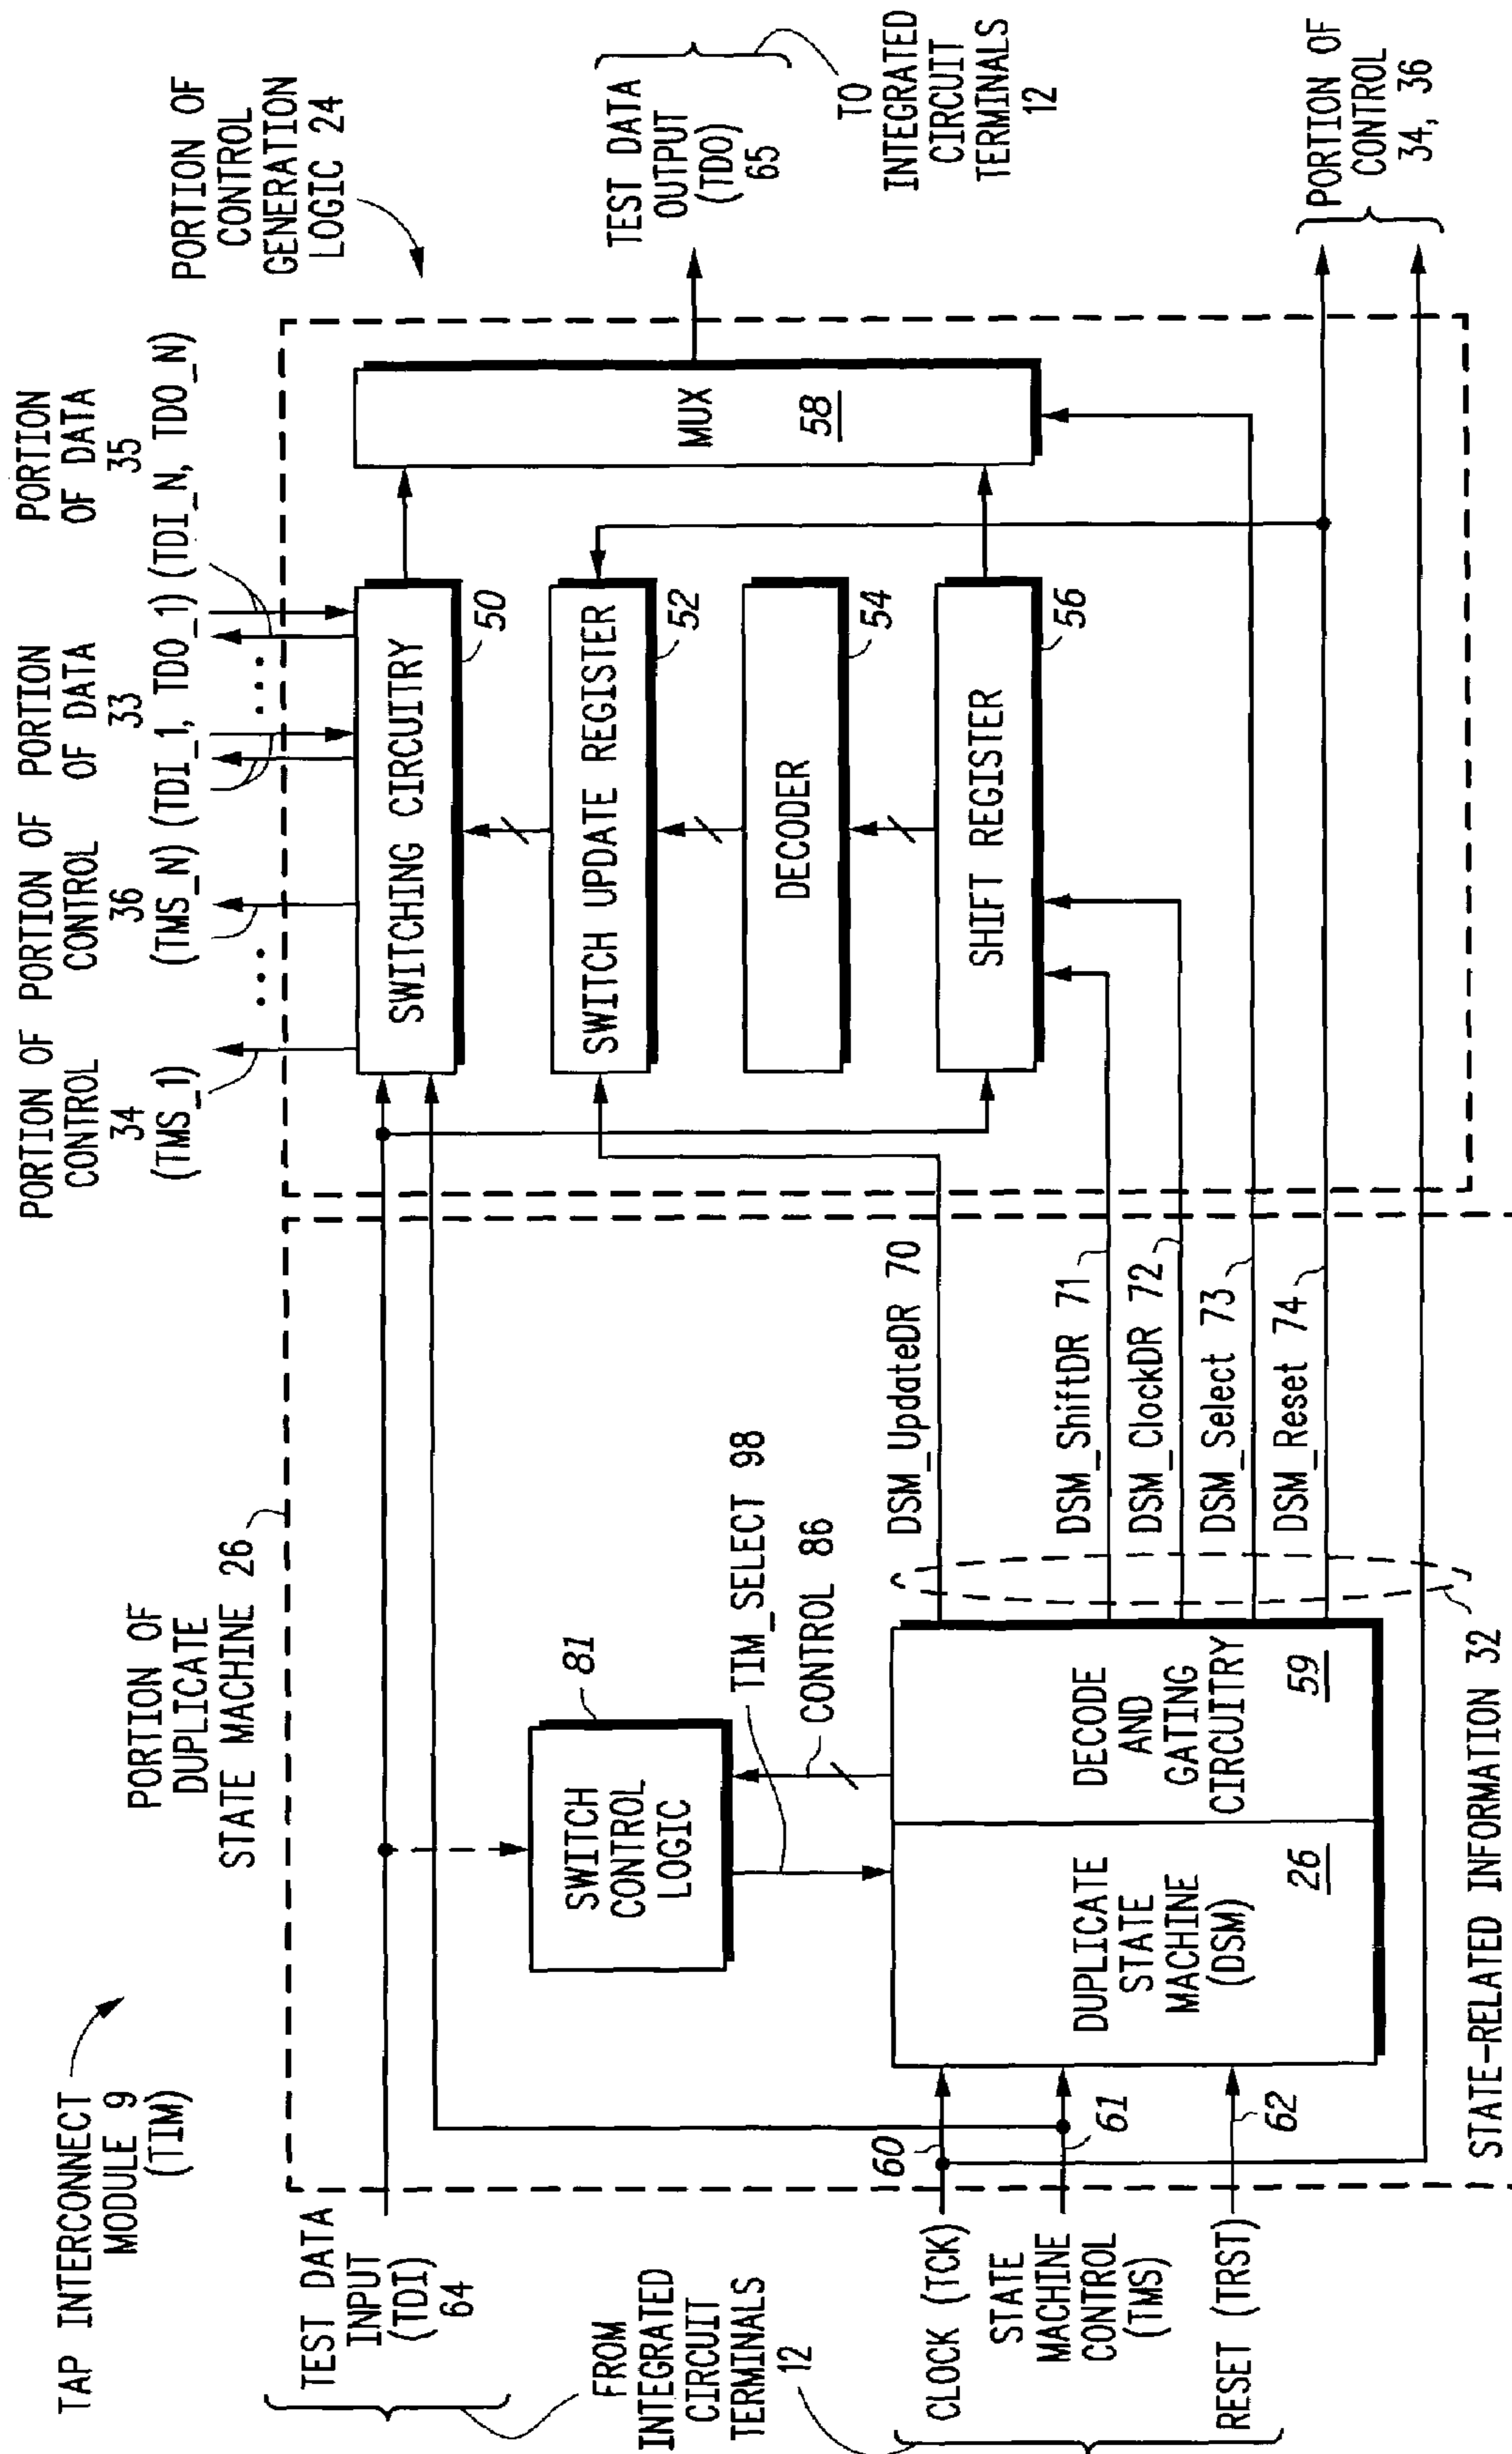 TAP INTERCONNECT
MODULE 9
(TIM)
PORTION OF
DUPLICATE
STATE MACHINE 26
PORTION OF
CONTROL
34
(TMS_1)
PORTION OF
CONTROL
36
(TMS_N)
PORTION
OF DATA
33
(TDI_1, TDO_1)
PORTION
OF DATA
35
(TDI_N, TDO_N)
PORTION OF
CONTROL
GENERATION
LOGIC 24
TEST DATA
INPUT
(TDI)
64
FROM
INTEGRATED
CIRCUIT
TERMINALS
12
CLOCK (TCK)
STATE
MACHINE
CONTROL
(TMS)
RESET (TRST)
60
61
62
SWITCH
CONTROL
LOGIC
81
TIM_SELECT 98
CONTROL 86
DUPLICATE
STATE
MACHINE
(DSM)
26
DECODE
AND
GATING
CIRCUITRY
59
DSM_UpdateDR 70
DSM_ShiftDR 71
DSM_ClockDR 72
DSM_Select 73
DSM_Reset 74
STATE-RELATED INFORMATION 32
SWITCHING CIRCUITRY
50
SWITCH UPDATE REGISTER
52
DECODER
54
SHIFT REGISTER
56
MUX
58
TEST DATA
OUTPUT
(TDO)
65
TO
INTEGRATED
CIRCUIT
TERMINALS
12
PORTION OF
CONTROL
34, 36